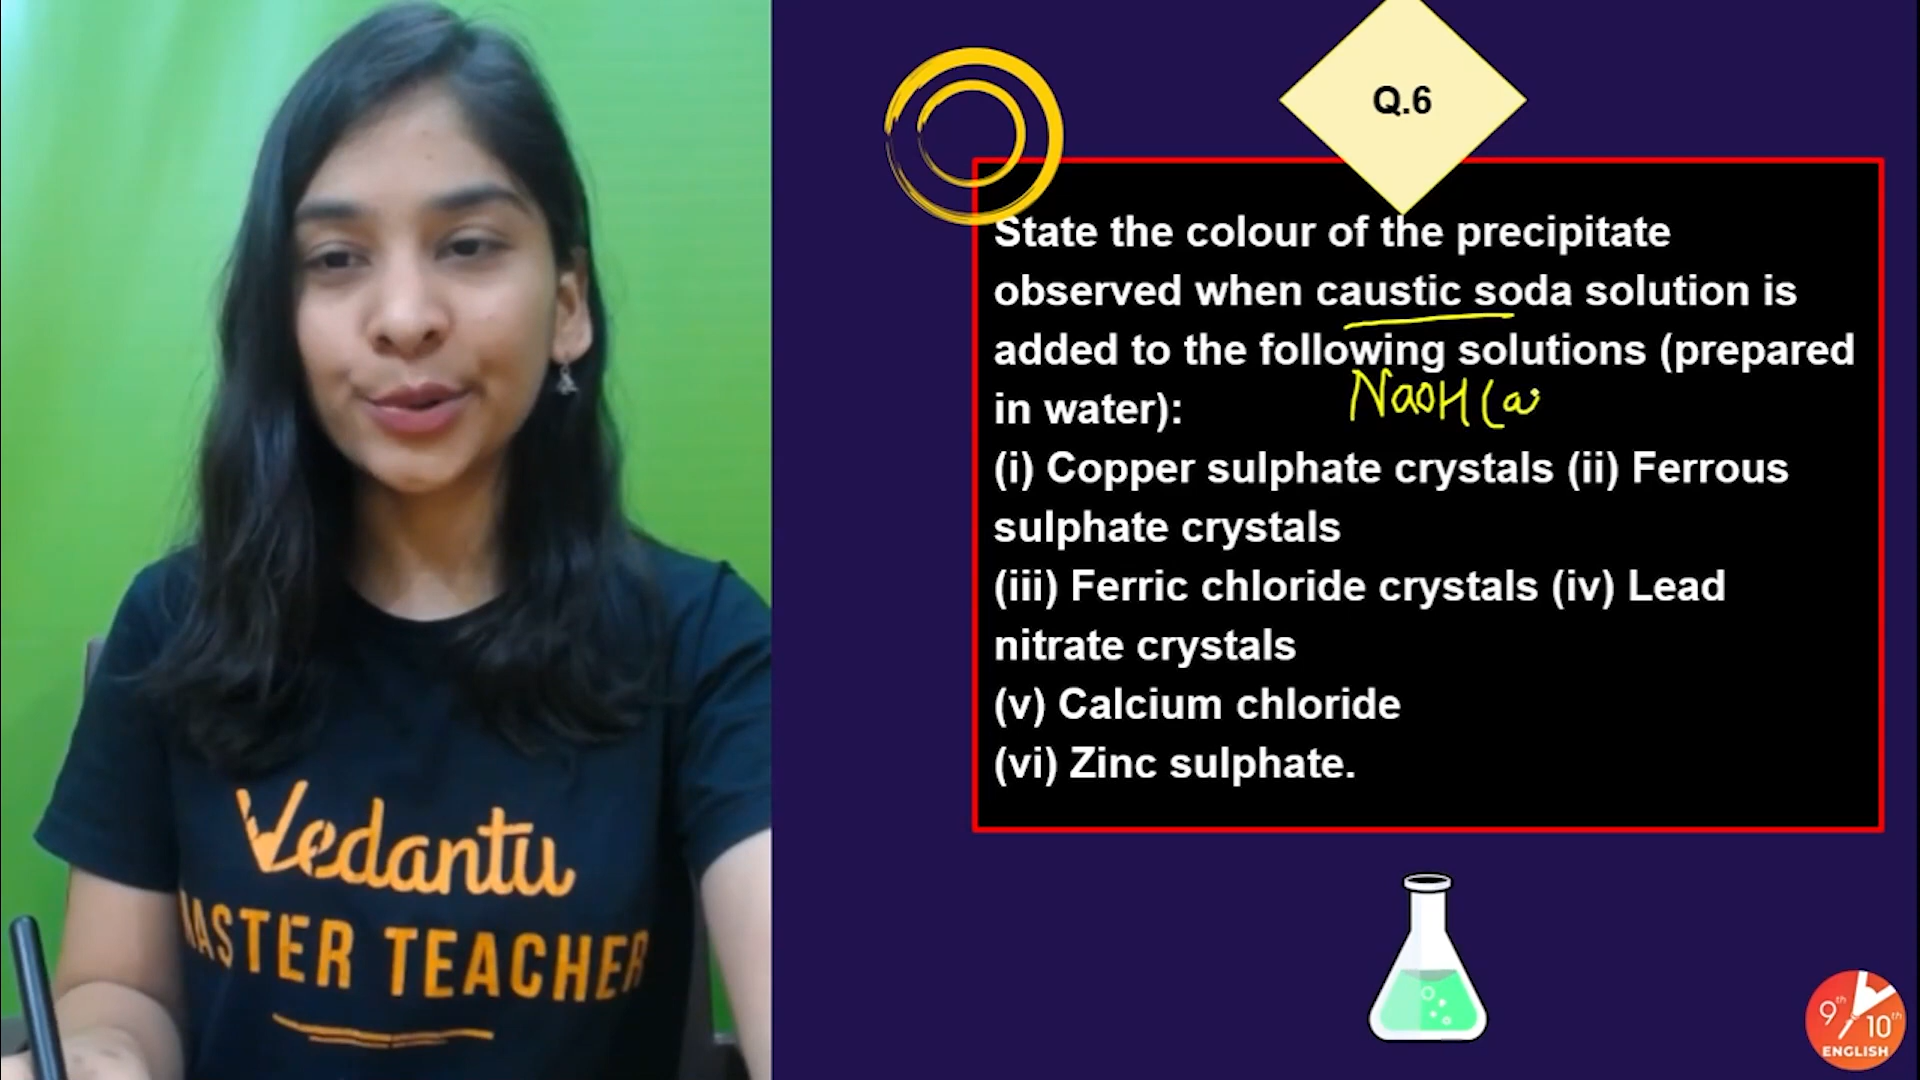 Q.6
State the colour of the precipitate
observed when caustic soda solution is
added to the following solutions (prepared
in water):
NaOH (a
(i) Copper sulphate crystals (ii) Ferrous
sulphate crystals
(iii) Ferric chloride crystals (iv) Lead
nitrate crystals
(v) Calcium chloride
(vi) Zinc sulphate.
Vedantu
MASTER TEACHER
9th
10th
ENGLISH